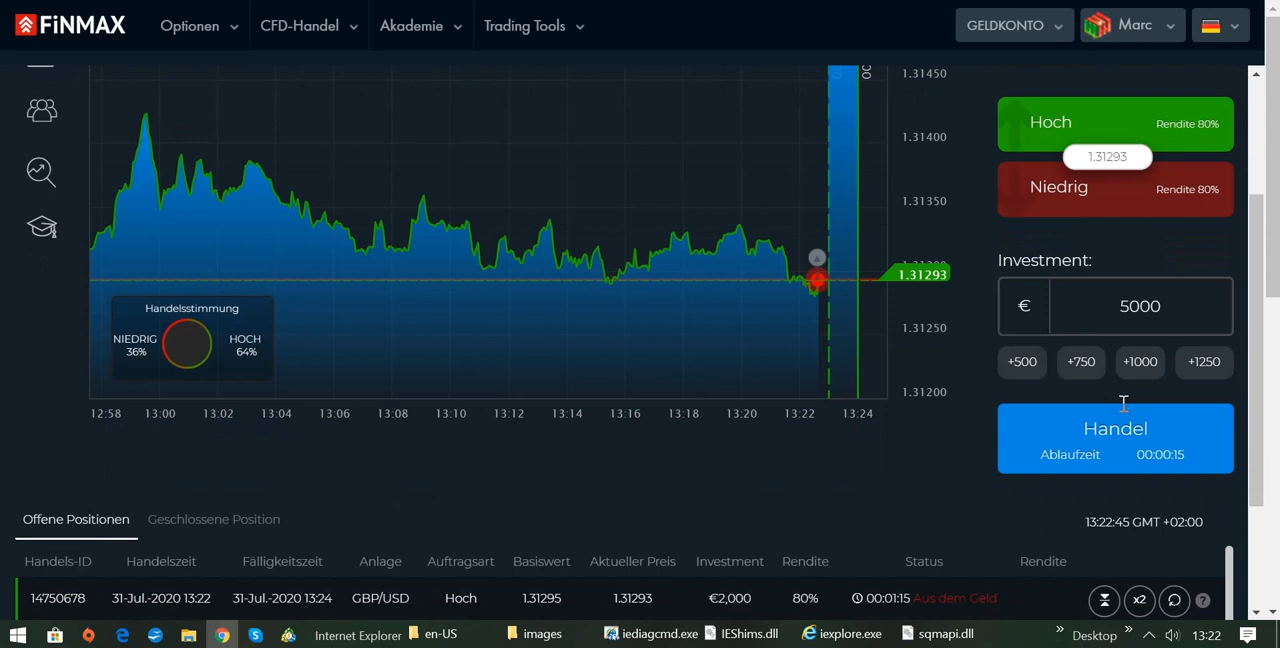 FiNMAX Optionen CFD-Handel Akademie Trading Tools GELDKONTO Marc
1.31450
1.31400
1.31350
1.31293
1.31250
1.31200
Handelsstimmung
NIEDRIG 36% HOCH 64%
12:58 13:00 13:02 13:04 13:06 13:08 13:10 13:12 13:14 13:16 13:18 13:20 13:22 13:24
Hoch Rendite 80%
1.31293
Niedrig Rendite 80%
Investment:
€ 5000
+500 +750 +1000 +1250
Handel
Ablaufzeit 00:00:15
13:22:45 GMT +02:00
Offene Positionen Geschlossene Position
Handels-ID Handelszeit Fälligkeitszeit Anlage Auftragsart Basiswert Aktueller Preis Investment Rendite Status Rendite
14750678 31-Jul.-2020 13:22 31-Jul.-2020 13:24 GBP/USD Hoch 1.31295 1.31293 €2,000 80% 00:01:15 Aus dem Geld x2 ?
Internet Explorer en-US images iediagcmd.exe IEShims.dll iexplore.exe sqmapi.dll » Desktop » 13:22